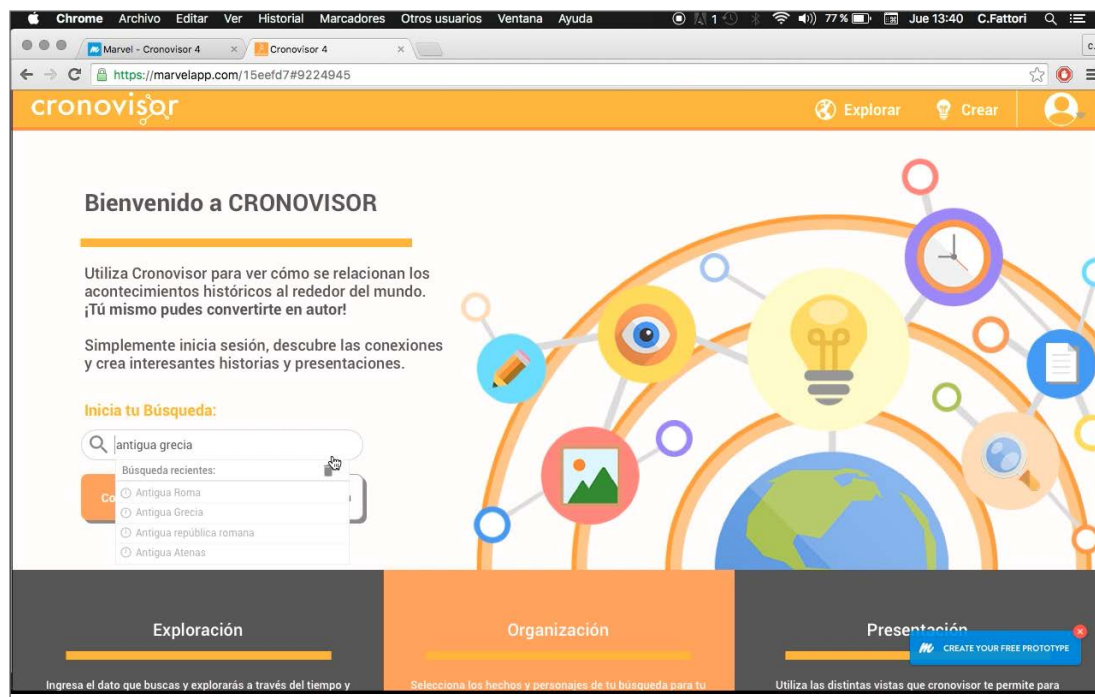 Chrome Archivo Editar Ver Historial Marcadores Otros usuarios Ventana Ayuda 1 77 % Jue 13:40 C.Fattori
Marvel - Cronovisor 4 × Cronovisor 4 ×
https://marvelapp.com/15eefd7#9224945
cronovisor Explorar Crear
Bienvenido a CRONOVISOR
Utiliza Cronovisor para ver cómo se relacionan los
acontecimientos históricos al rededor del mundo.
¡Tú mismo pudes convertirte en autor!
Simplemente inicia sesión, descubre las conexiones
y crea interesantes historias y presentaciones.
Inicia tu Búsqueda:
antigua grecia
Búsqueda recientes:
Antigua Roma
Antigua Grecia
Antigua república romana
Antigua Atenas
Exploración Organización Presentación
CREATE YOUR FREE PROTOTYPE
Ingresa el dato que buscas y explorarás a través del tiempo y Selecciona los hechos y personajes de tu búsqueda para tu Utiliza las distintas vistas que cronovisor te permite para